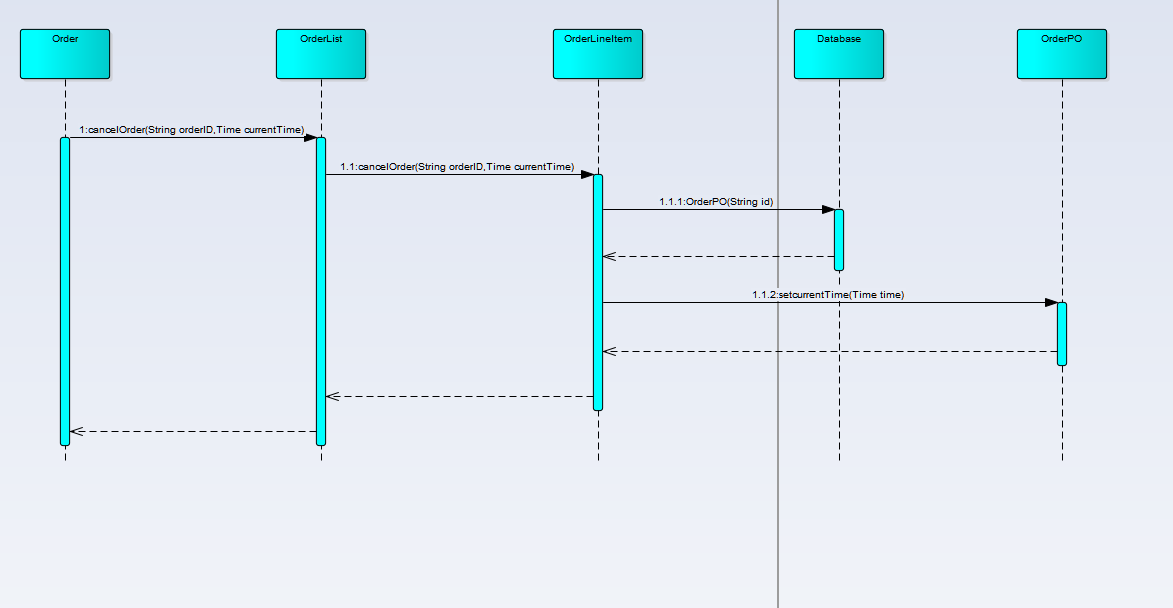 Order
OrderList
OrderLineItem
Database
OrderPO
1:cancelOrder(String orderID,Time currentTime)
1.1:cancelOrder(String orderID,Time currentTime)
1.1.1:OrderPO(String id)
1.1.2:setcurrentTime(Time time)